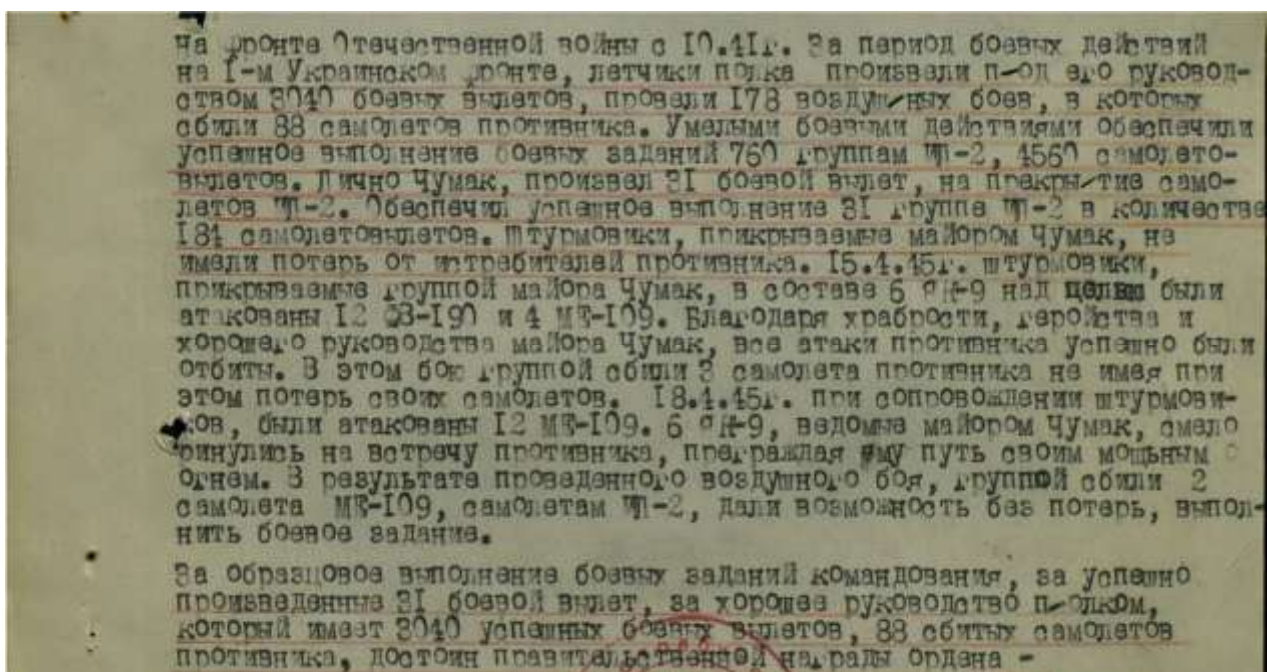 на фронте Отечественной войны с 10.41г. За период боевых действий
на I-м Украинском фронте, летчики полка произвели п-од его руковод-
ством 3040 боевых вылетов, провели 178 воздушных боев, в которых
сбили 88 самолетов противника. Умелыми боевыми действиями обеспечили
успешное выполнение боевых заданий 760 группам ИЛ-2, 4560 самолето-
вылетов. Лично Чумак, произвел 31 боевой вылет, на прекрытие само-
летов ИЛ-2. Обеспечил успешное выполнение 31 группе ИЛ-2 в количестве
184 самолетовылетов. Штурмовики, прикрываемые майором Чумак, не
имели потерь от истребителей противника. 15.4.45г. штурмовики,
прикрываемые группой майора Чумак, в составе 6 ЯК-9 над целью были
атакованы 12 ФВ-190 и 4 МЕ-109. Благодаря храбрости, геройства и
хорошего руководства майора Чумак, все атаки противника успешно были
отбиты. В этом бою группой сбили 3 самолета противника не имея при
этом потерь своих самолетов. 18.4.45г. при сопровождении штурмови-
ков, были атакованы 12 МЕ-109. 6 ЯК-9, ведомые майором Чумак, смело
ринулись на встречу противника, преграждая ему путь своим мощьным
огнем. В результате проведенного воздушного боя, группой сбили 2
самолета МЕ-109, самолетам ИЛ-2, дали возможность без потерь, выпол-
нить боевое задание.
За образцовое выполнение боевых заданий командования, за успешно
произведенные 31 боевой вылет, за хорошее руководство п-олком,
который имеет 3040 успешных боевых вылетов, 88 сбитых самолетов
противника, достоин правительственной награды ордена -